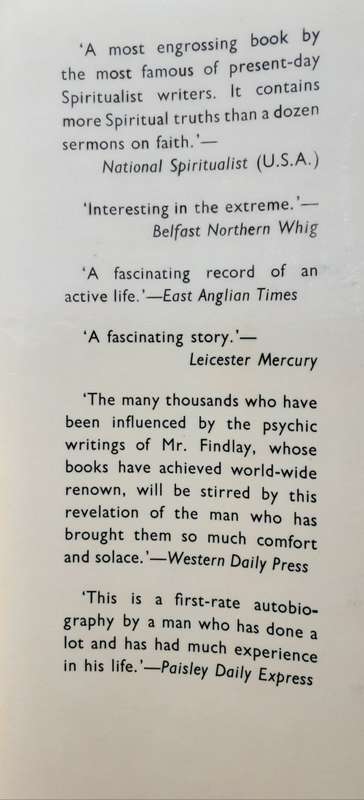 ‘A most engrossing book by
the most famous of present-day
Spiritualist writers. It contains
more Spiritual truths than a dozen
sermons on faith.’—
National Spiritualist (U.S.A.)
‘Interesting in the extreme.’—
Belfast Northern Whig
‘A fascinating record of an
active life.’—East Anglian Times
‘A fascinating story.’—
Leicester Mercury
‘The many thousands who have
been influenced by the psychic
writings of Mr. Findlay, whose
books have achieved world-wide
renown, will be stirred by this
revelation of the man who has
brought them so much comfort
and solace.’—Western Daily Press
‘This is a first-rate autobio-
graphy by a man who has done a
lot and has had much experience
in his life.’—Paisley Daily Express